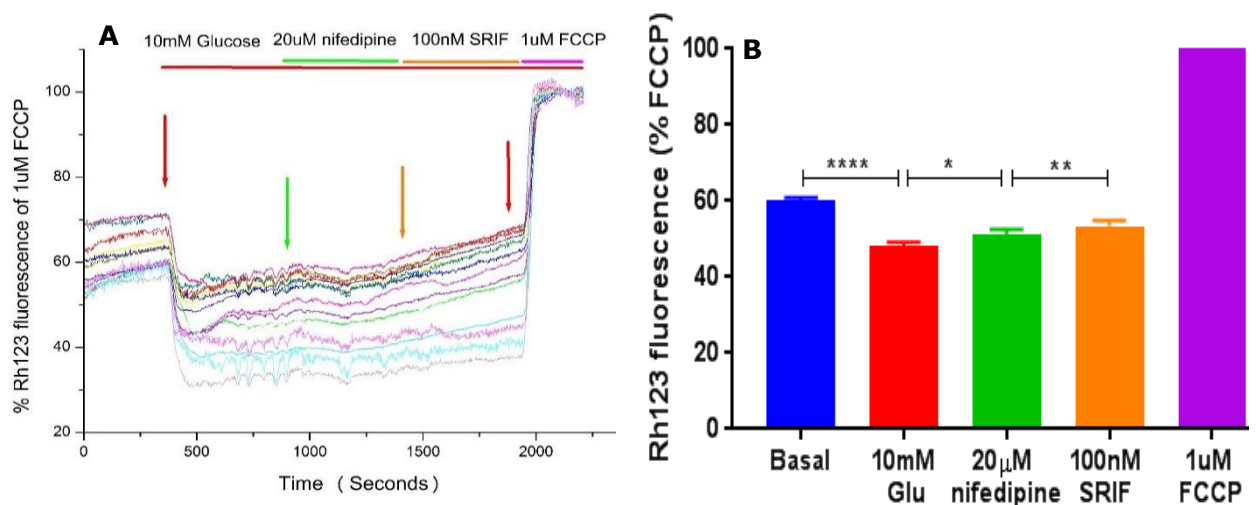 A
10mM Glucose 20uM nifedipine 100nM SRIF 1uM FCCP
% Rh123 fluorescence of 1uM FCCP
100
80
60
40
20
0 500 1000 1500 2000
Time ( Seconds)
B
Rh123 fluorescence (% FCCP)
100
80
60
40
20
0
**** * **
Basal 10mM Glu 20μM nifedipine 100nM SRIF 1uM FCCP